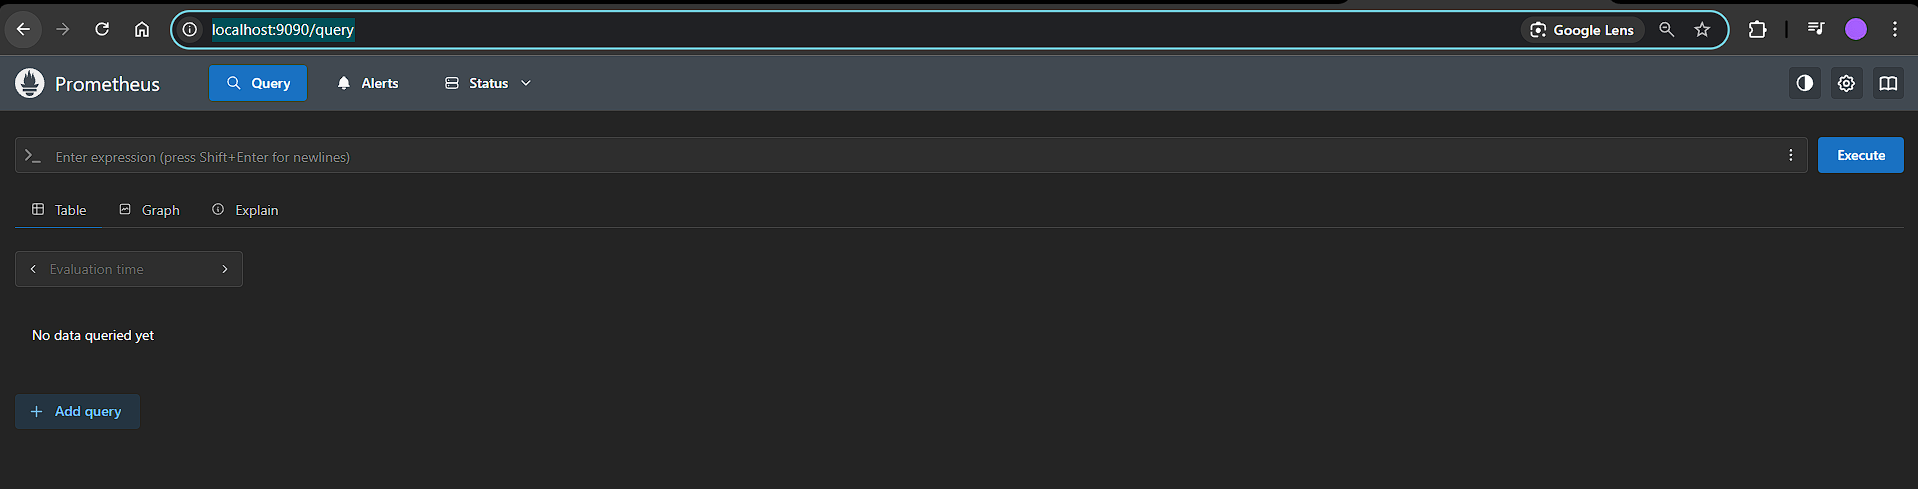 localhost:9090/query Google Lens
Prometheus Query Alerts Status
Enter expression (press Shift+Enter for newlines) Execute
Table Graph Explain
Evaluation time
No data queried yet
Add query